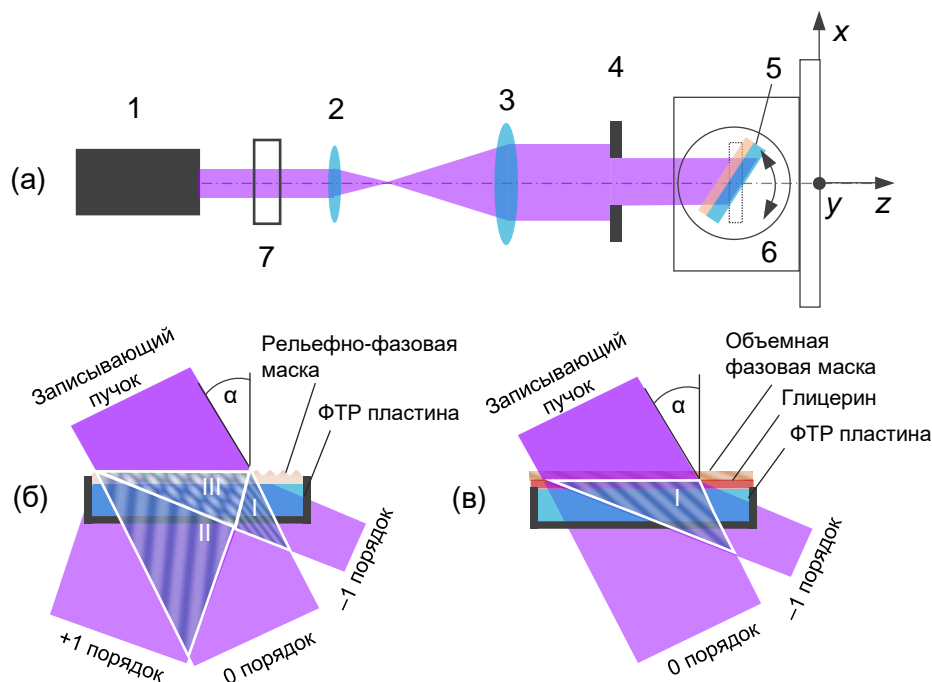 1
2
3
4
5
x
(а)
7
6
y
z
Записывающий
пучок
α
Рельефно-фазовая
маска
ФТР пластина
(б)
III
I
II
–1 порядок
+1 порядок
0 порядок
α
Объемная
фазовая маска
Глицерин
ФТР пластина
Записывающий
пучок
(в)
I
–1 порядок
0 порядок